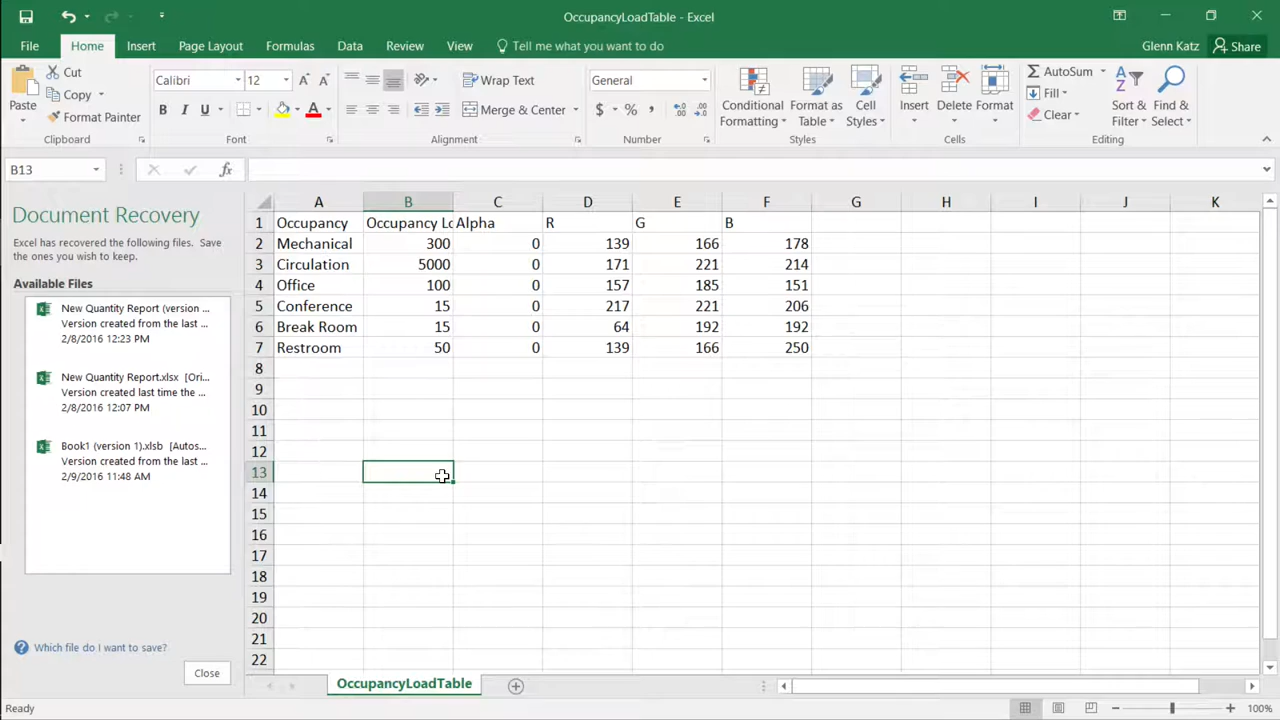 OccupancyLoadTable - Excel
File Home Insert Page Layout Formulas Data Review View Tell me what you want to do Glenn Katz Share
Paste
Cut
Copy
Format Painter
Clipboard
Calibri 12
B I U
Font
Wrap Text
Merge & Center
Alignment
General
$ % ,
Number
Conditional Formatting
Format as Table
Cell Styles
Styles
Insert Delete Format
Cells
AutoSum
Fill
Clear
Sort & Filter
Find & Select
Editing
B13
fx
Document Recovery
Excel has recovered the following files. Save
the ones you wish to keep.
Available Files
New Quantity Report (version ...
Version created from the last ...
2/8/2016 12:23 PM
New Quantity Report.xlsx [Ori...
Version created last time the ...
2/8/2016 12:07 PM
Book1 (version 1).xlsb [Autos...
Version created from the last ...
2/9/2016 11:48 AM
Which file do I want to save?
Close
A B C D E F G H I J K
1 Occupancy Occupancy Lo Alpha R G B
2 Mechanical 300 0 139 166 178
3 Circulation 5000 0 171 221 214
4 Office 100 0 157 185 151
5 Conference 15 0 217 221 206
6 Break Room 15 0 64 192 192
7 Restroom 50 0 139 166 250
8
9
10
11
12
13
14
15
16
17
18
19
20
21
22
OccupancyLoadTable
Ready
100%